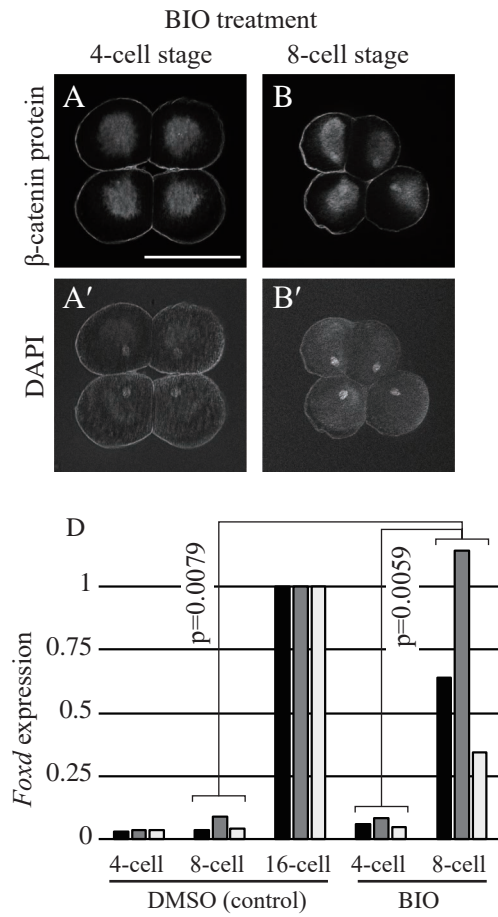 BIO treatment
4-cell stage 8-cell stage
β-catenin protein
A B
DAPI
A′ B′
D
Foxd expression
1
0.75
0.5
0.25
0
p=0.0079
p=0.0059
4-cell 8-cell 16-cell 4-cell 8-cell
DMSO (control) BIO